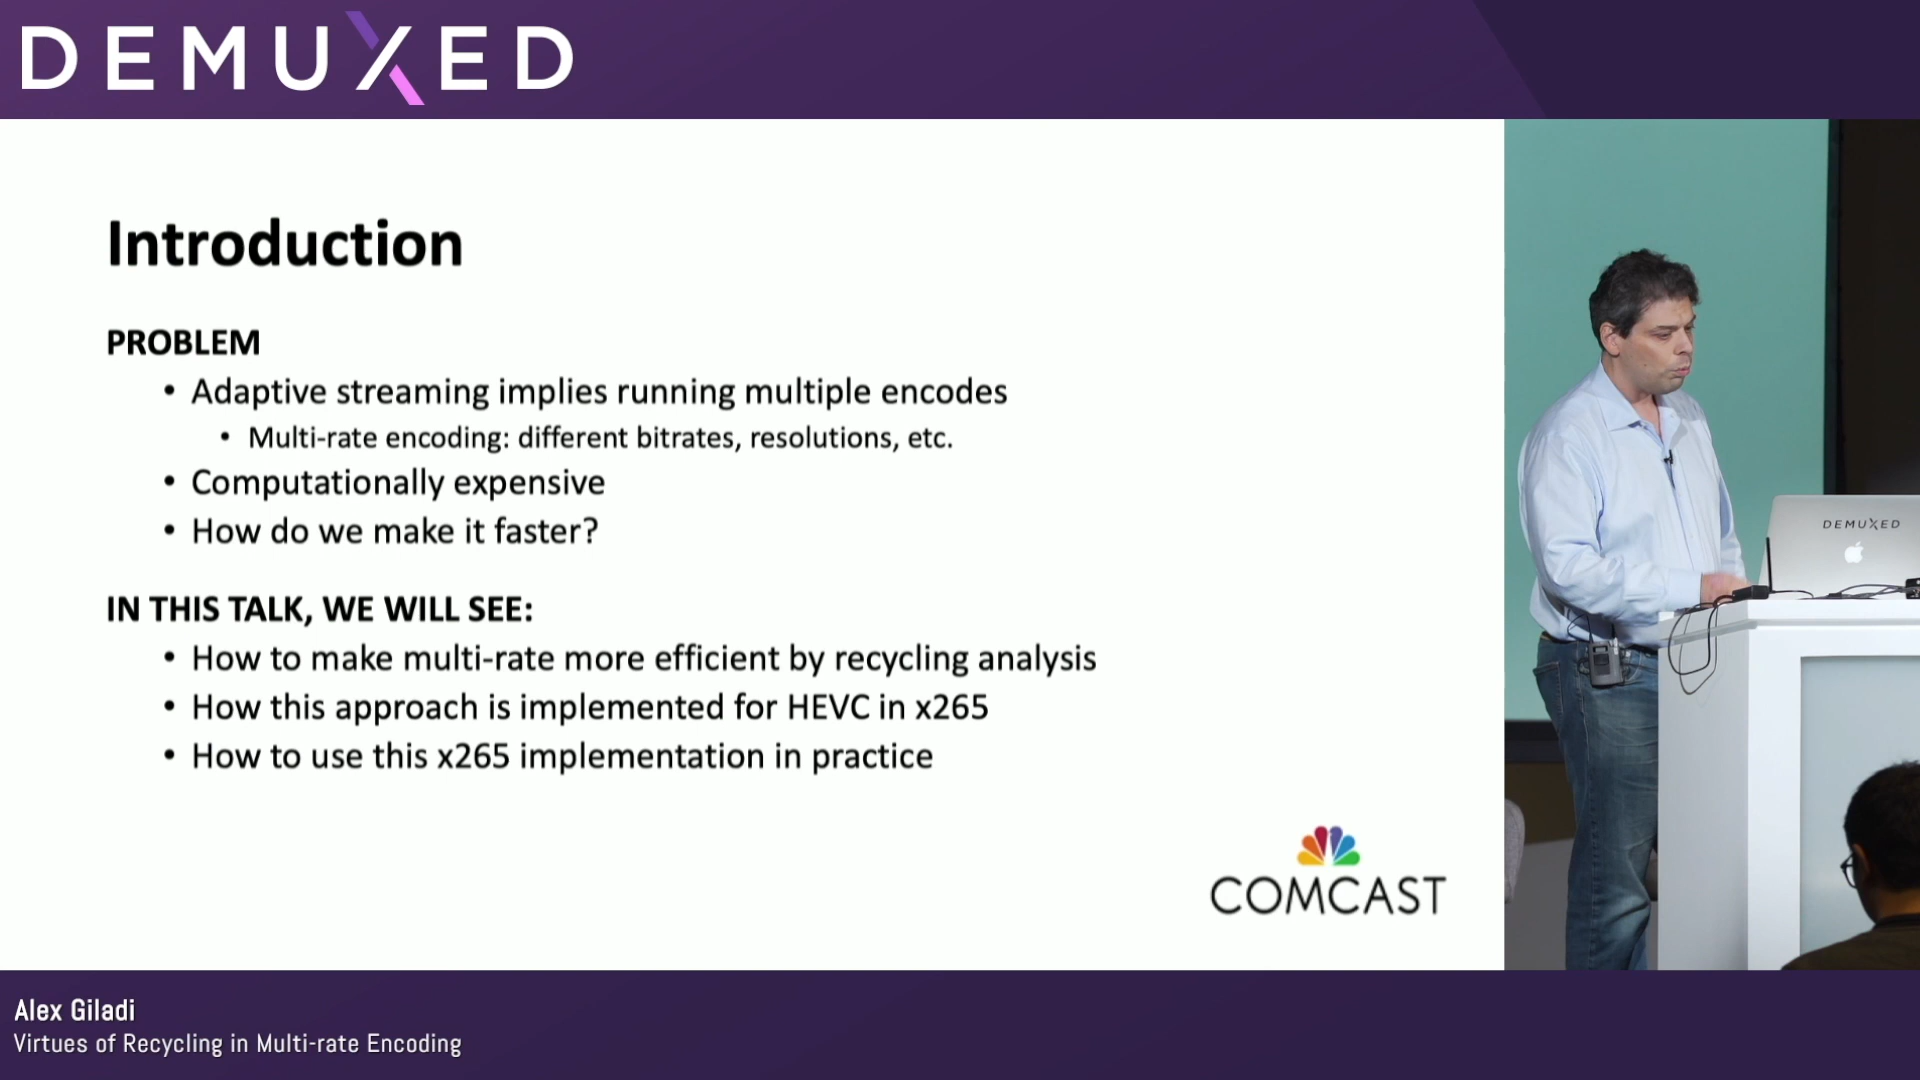 DEMUXED
Introduction
PROBLEM
• Adaptive streaming implies running multiple encodes
• Multi-rate encoding: different bitrates, resolutions, etc.
• Computationally expensive
• How do we make it faster?
IN THIS TALK, WE WILL SEE:
• How to make multi-rate more efficient by recycling analysis
• How this approach is implemented for HEVC in x265
• How to use this x265 implementation in practice
COMCAST
DEMUXED
Alex Giladi
Virtues of Recycling in Multi-rate Encoding